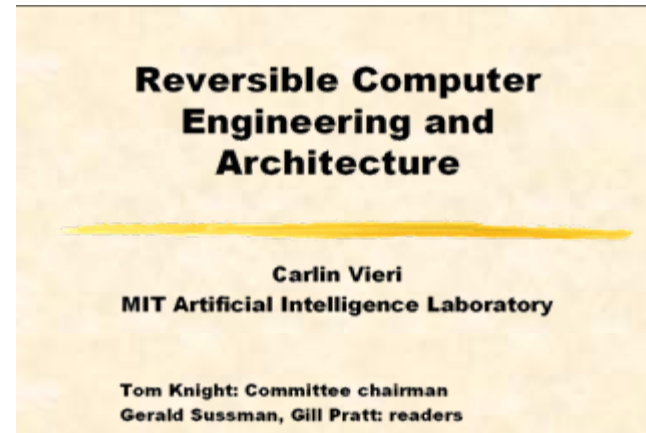 Reversible Computer
Engineering and
Architecture
Carlin Vieri
MIT Artificial Intelligence Laboratory
Tom Knight: Committee chairman
Gerald Sussman, Gill Pratt: readers